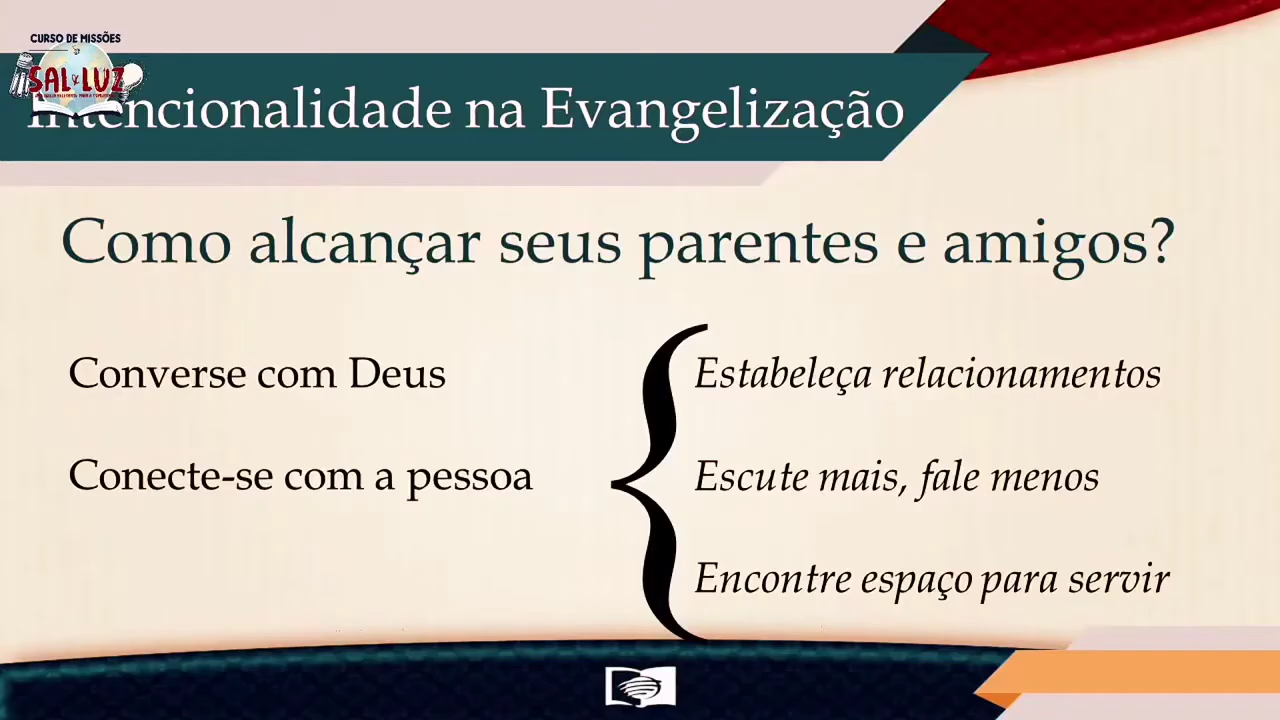 CURSO DE MISSÕES
SAL & LUZ
Intencionalidade na Evangelização
Como alcançar seus parentes e amigos?
Converse com Deus
Conecte-se com a pessoa
Estabeleça relacionamentos
Escute mais, fale menos
Encontre espaço para servir